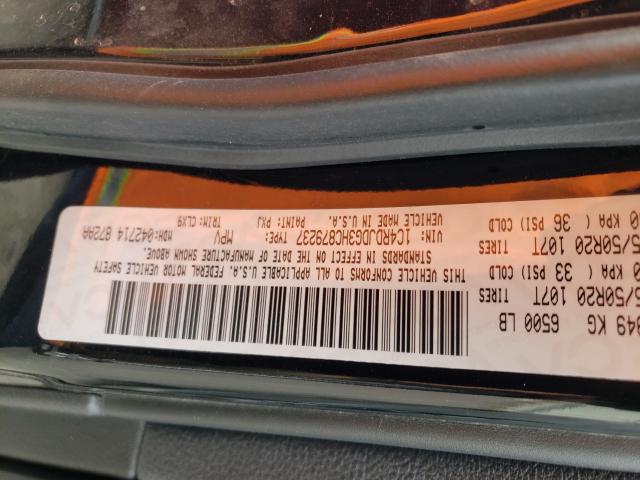 949 KG 6500 LB
5/50R20 107T TIRES
KPA ( 33 PSI) COLD
5/50R20 107T TIRES
0 KPA ( 36 PSI) COLD
THIS VEHICLE CONFORMS TO ALL APPLICABLE U.S.A. FEDERAL MOTOR VEHICLE SAFETY
STANDARDS IN EFFECT ON THE DATE OF MANUFACTURE SHOWN ABOVE.
VIN: 1C4RDJDG3HC879237 TYPE: MPV MDH:042714 872AA
VEHICLE MADE IN U.S.A. PAINT: PXJ TRIM: CLX9